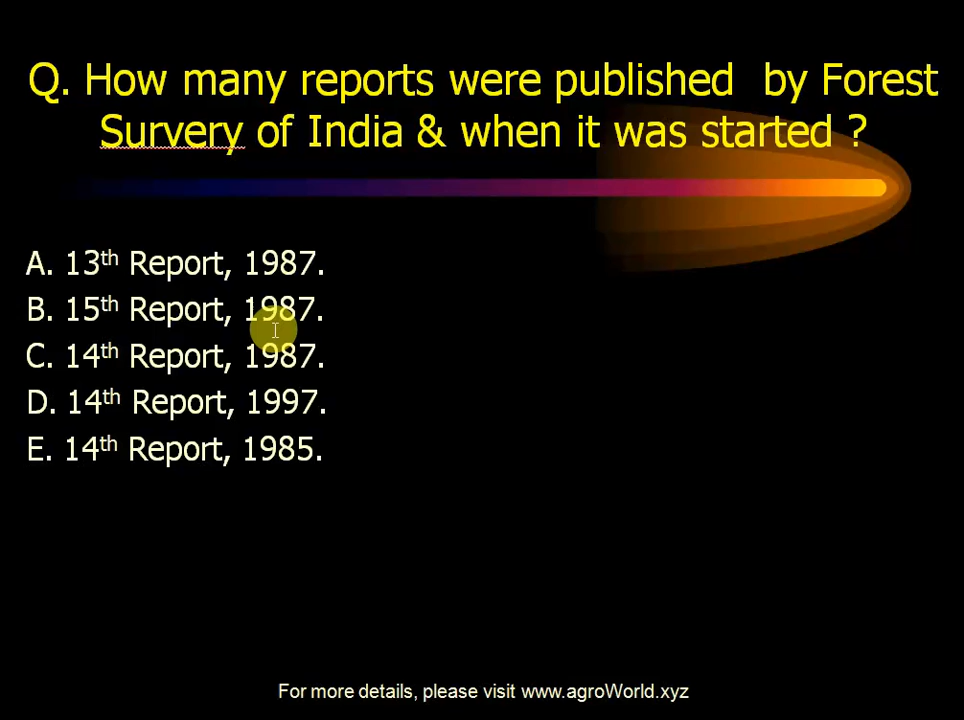 Q. How many reports were published by Forest
Survery of India & when it was started ?
A. 13th Report, 1987.
B. 15th Report, 1987.
C. 14th Report, 1987.
D. 14th Report, 1997.
E. 14th Report, 1985.
For more details, please visit www.agroWorld.xyz